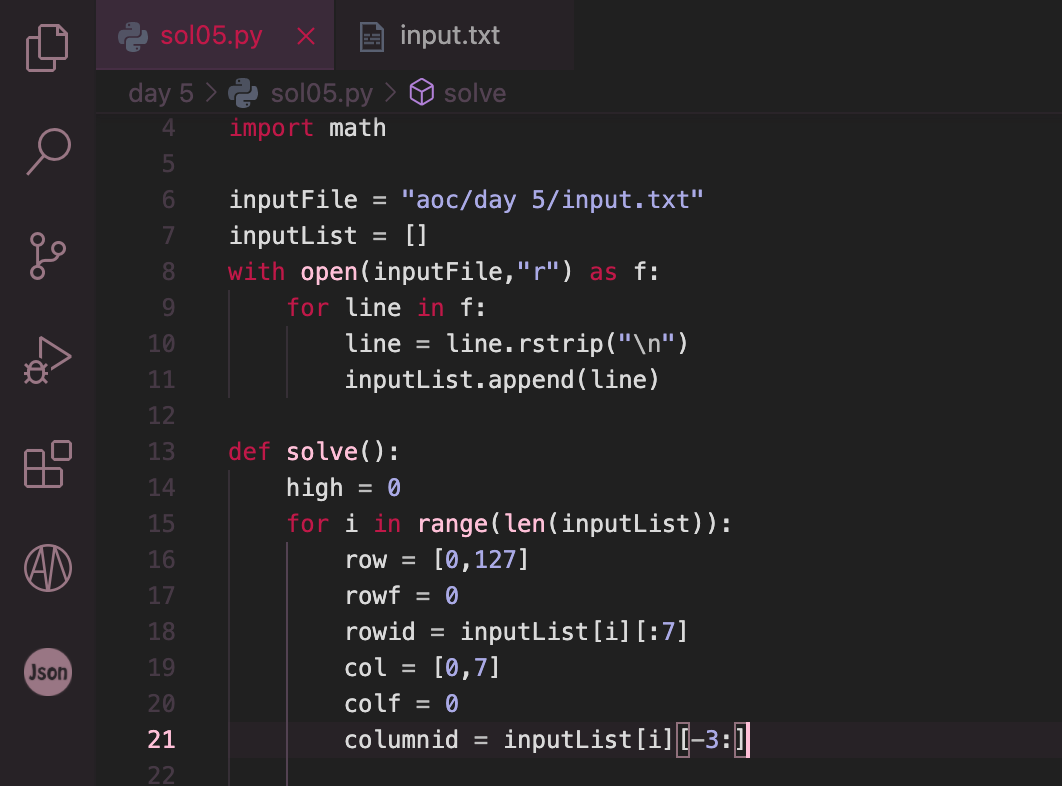 sol05.py
input.txt
day 5 > sol05.py > solve
4 import math
5
6 inputFile = "aoc/day 5/input.txt"
7 inputList = []
8 with open(inputFile,"r") as f:
9     for line in f:
10         line = line.rstrip("\n")
11         inputList.append(line)
12
13 def solve():
14     high = 0
15     for i in range(len(inputList)):
16         row = [0,127]
17         rowf = 0
18         rowid = inputList[i][:7]
19         col = [0,7]
20         colf = 0
21         columnid = inputList[i][-3:]
22
Json